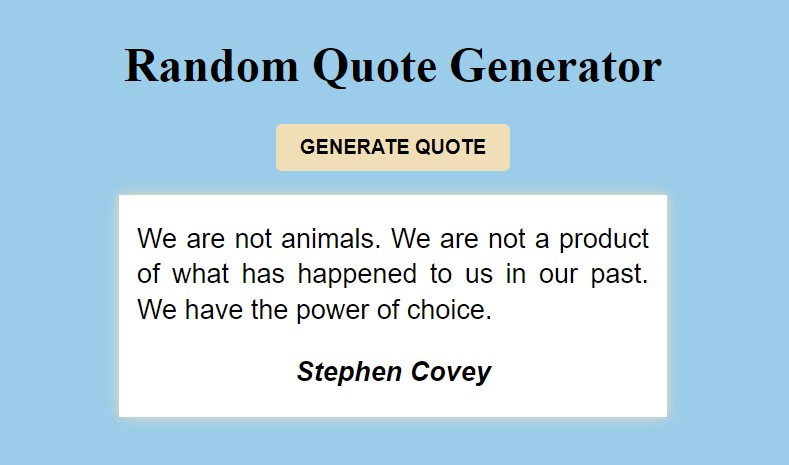 Random Quote Generator
GENERATE QUOTE
We are not animals. We are not a product
of what has happened to us in our past.
We have the power of choice.
Stephen Covey